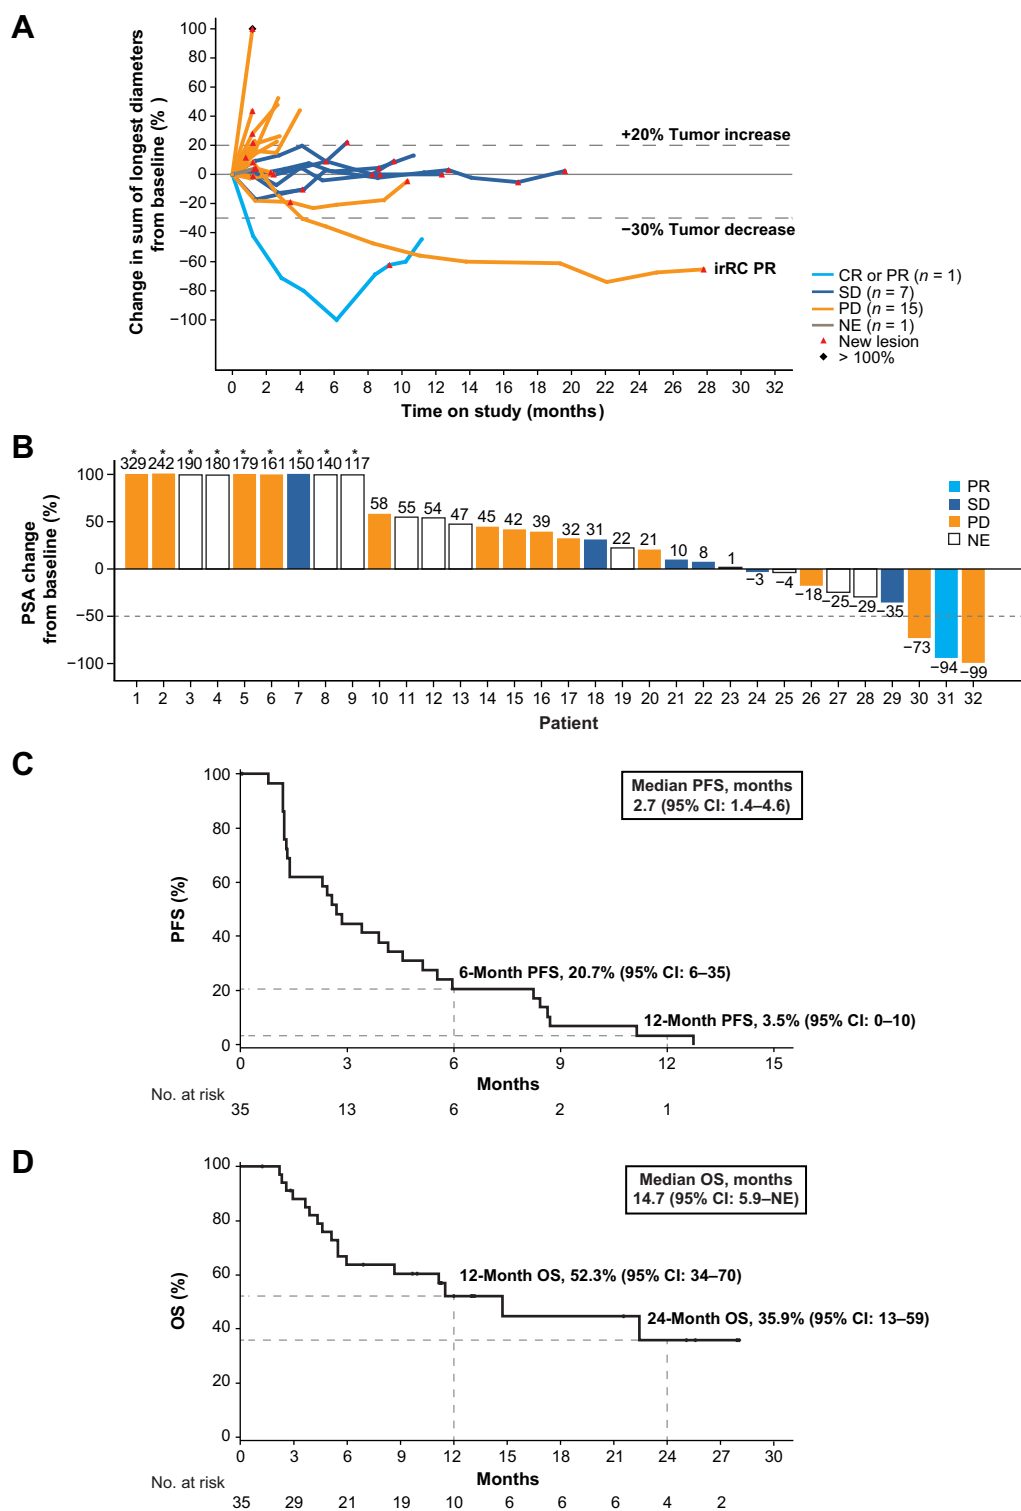 A
Change in sum of longest diameters
from baseline (% )
100
80
60
40
20
0
−20
−40
−60
−80
−100
+20% Tumor increase
−30% Tumor decrease
irRC PR
CR or PR (n = 1)
SD (n = 7)
PD (n = 15)
NE (n = 1)
New lesion
> 100%
0 2 4 6 8 10 12 14 16 18 20 22 24 26 28 30 32
Time on study (months)
B
PSA change
from baseline (%)
100
50
0
−50
−100
* * * * * * * * *
329 242 190 180 179 161 150 140 117
58 55 54 47 45 42 39 32 31 22 21 10 8 1
−3 −4 −18 −25 −29 −35 −73 −94 −99
PR
SD
PD
NE
1 2 3 4 5 6 7 8 9 10 11 12 13 14 15 16 17 18 19 20 21 22 23 24 25 26 27 28 29 30 31 32
Patient
C
PFS (%)
100
80
60
40
20
0
Median PFS, months
2.7 (95% CI: 1.4–4.6)
6-Month PFS, 20.7% (95% CI: 6–35)
12-Month PFS, 3.5% (95% CI: 0–10)
0 3 6 9 12 15
Months
No. at risk
35 13 6 2 1
D
OS (%)
100
80
60
40
20
0
Median OS, months
14.7 (95% CI: 5.9–NE)
12-Month OS, 52.3% (95% CI: 34–70)
24-Month OS, 35.9% (95% CI: 13–59)
0 3 6 9 12 15 18 21 24 27 30
Months
No. at risk
35 29 21 19 10 6 6 6 4 2